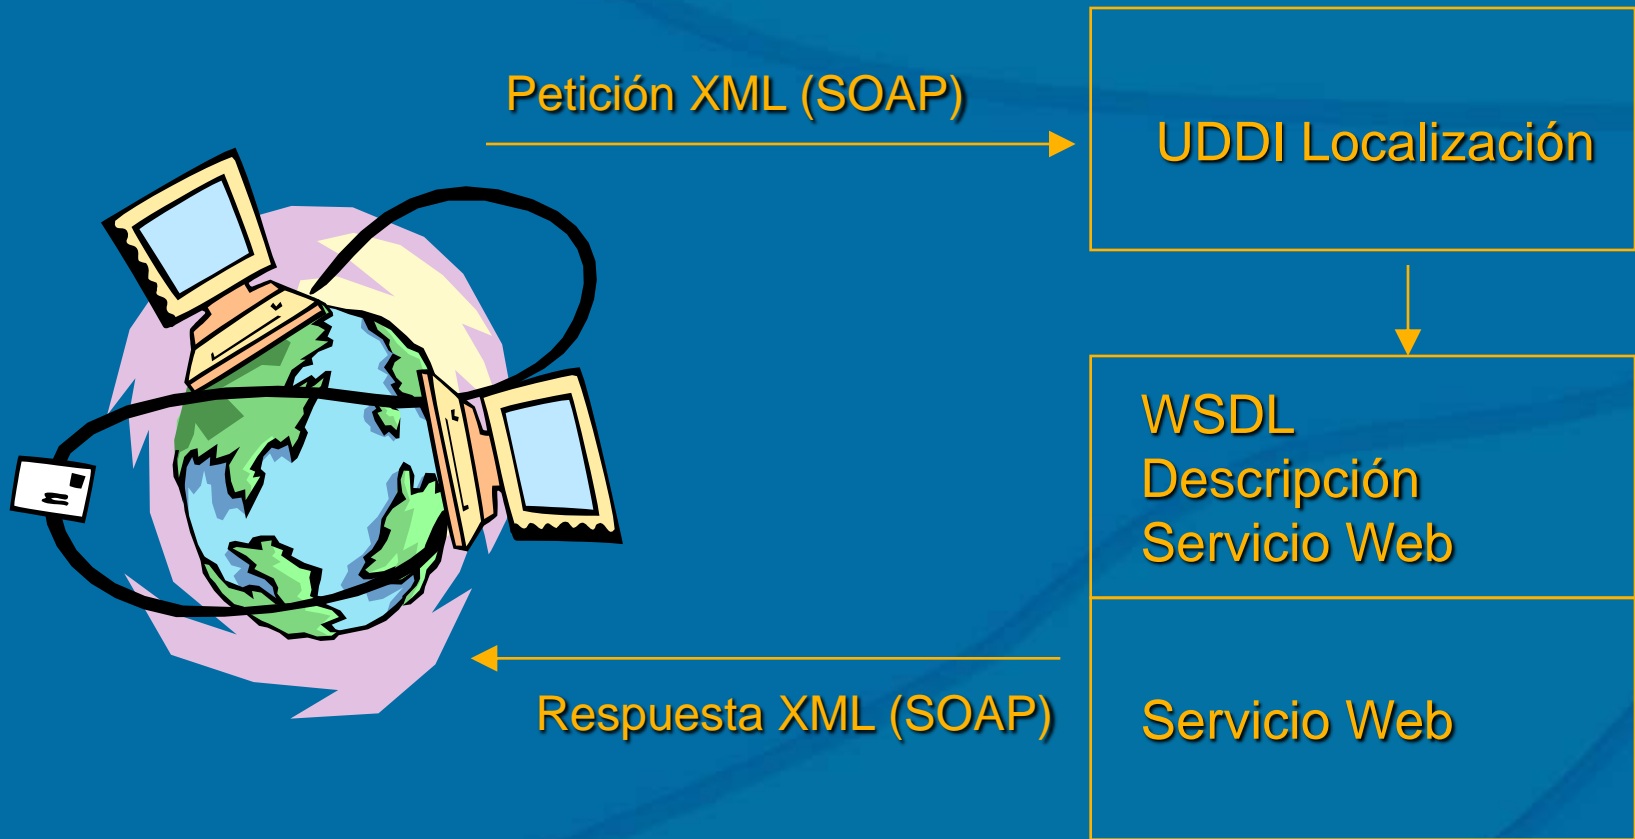 Petición XML (SOAP)
UDDI Localización
WSDL
Descripción
Servicio Web
Respuesta XML (SOAP)
Servicio Web